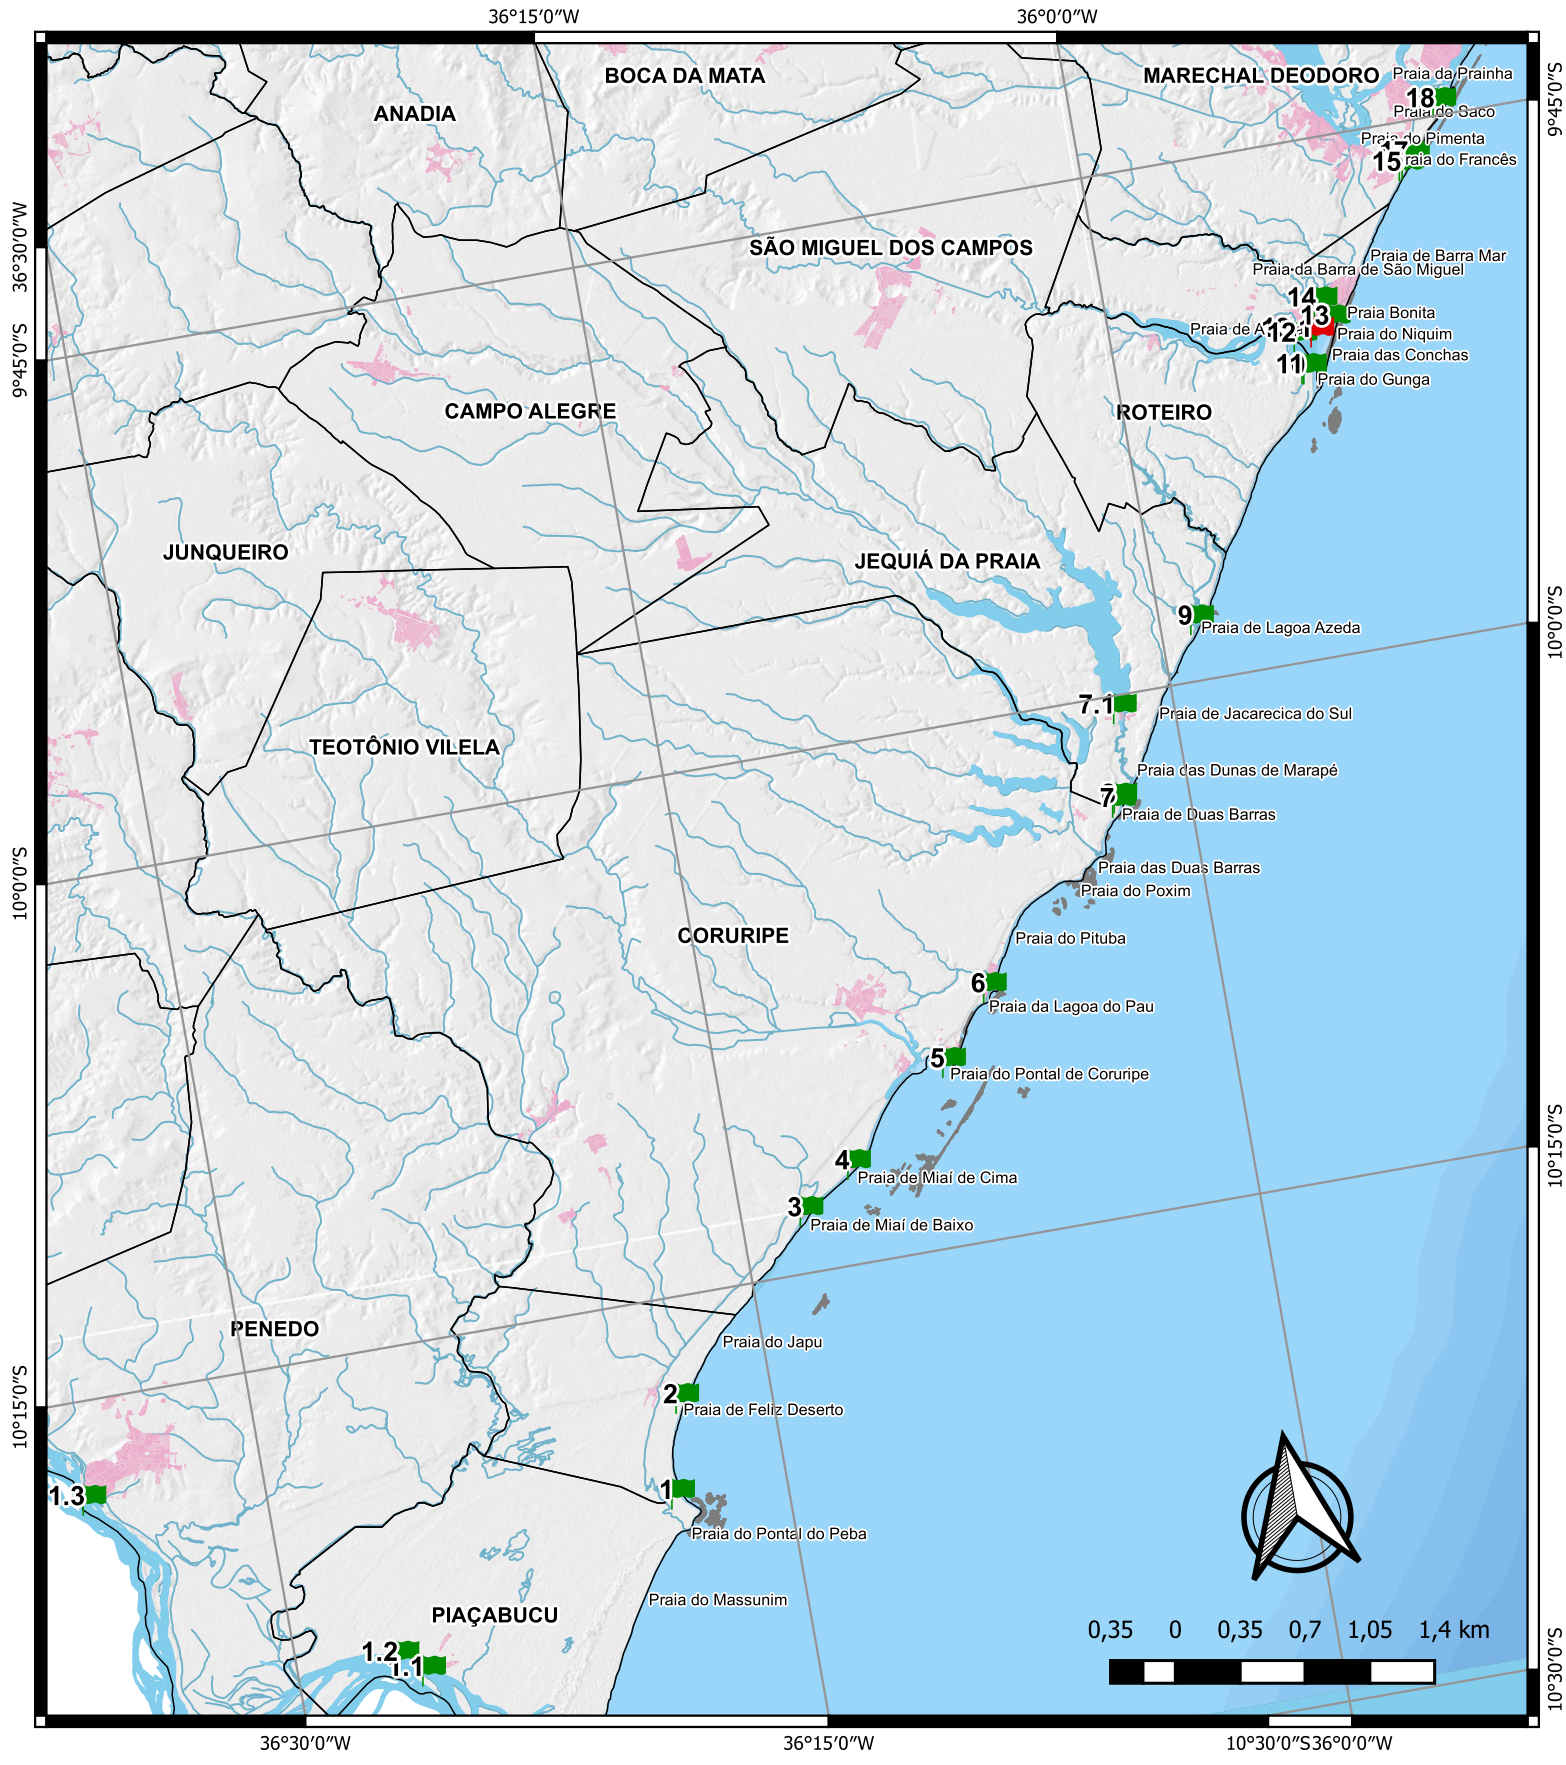 36°15′0″W
36°0′0″W
BOCA DA MATA
MARECHAL DEODORO
Praia da Prainha
9°45′0″S
ANADIA
18
Praia do Saco
Praia do Pimenta
17
15
Praia do Francês
36°30′0″W
SÃO MIGUEL DOS CAMPOS
Praia de Barra Mar
Praia da Barra de São Miguel
14
13
Praia Bonita
9°45′0″S
Praia de
12
Praia do Niquim
Praia das Conchas
11
Praia do Gunga
CAMPO ALEGRE
ROTEIRO
JUNQUEIRO
JEQUIÁ DA PRAIA
9
Praia de Lagoa Azeda
10°0′0″S
7.1
Praia de Jacarecica do Sul
TEOTÔNIO VILELA
Praia das Dunas de Marapé
7
Praia de Duas Barras
10°0′0″S
Praia das Duas Barras
Praia do Poxim
CORURIPE
Praia do Pituba
6
Praia da Lagoa do Pau
5
Praia do Pontal de Coruripe
10°15′0″S
4
Praia de Miaí de Cima
3
Praia de Miaí de Baixo
PENEDO
Praia do Japu
10°15′0″S
2
Praia de Feliz Deserto
1.3
1
Praia do Pontal do Peba
Praia do Massunim
PIAÇABUCU
1.2
1.1
0,35 0 0,35 0,7 1,05 1,4 km
10°30′0″S
36°30′0″W
36°15′0″W
10°30′0″S
36°0′0″W